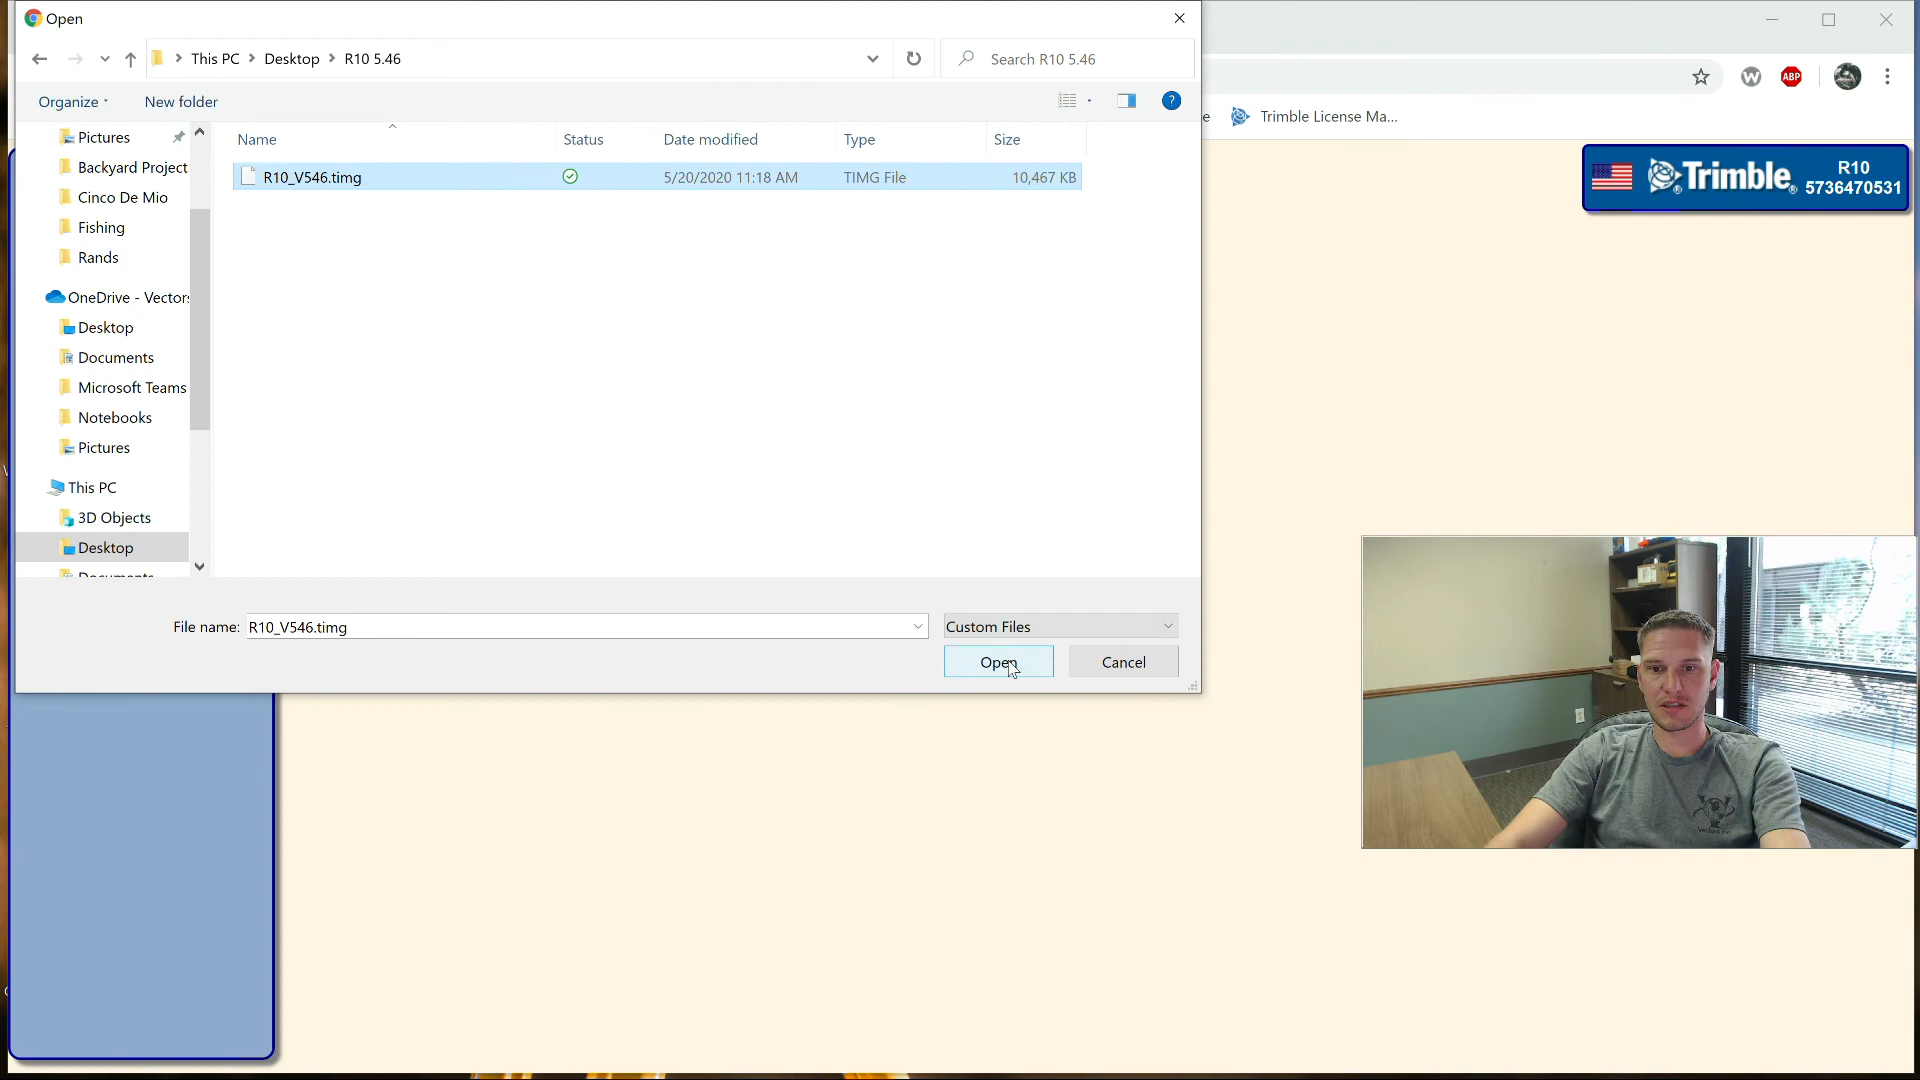 Open
This PC
Desktop
R10 5.46
Search R10 5.46
Organize
New folder
?
W
ABP
e
Trimble License Ma...
Name
Status
Date modified
Type
Size
R10_V546.timg
5/20/2020 11:18 AM
TIMG File
10,467 KB
Pictures
Backyard Project
Cinco De Mio
Fishing
Rands
OneDrive - Vectors
Desktop
Documents
Microsoft Teams
Notebooks
Pictures
This PC
3D Objects
Desktop
Documents
Trimble
R10
5736470531
File name:
R10_V546.timg
Custom Files
Open
Cancel